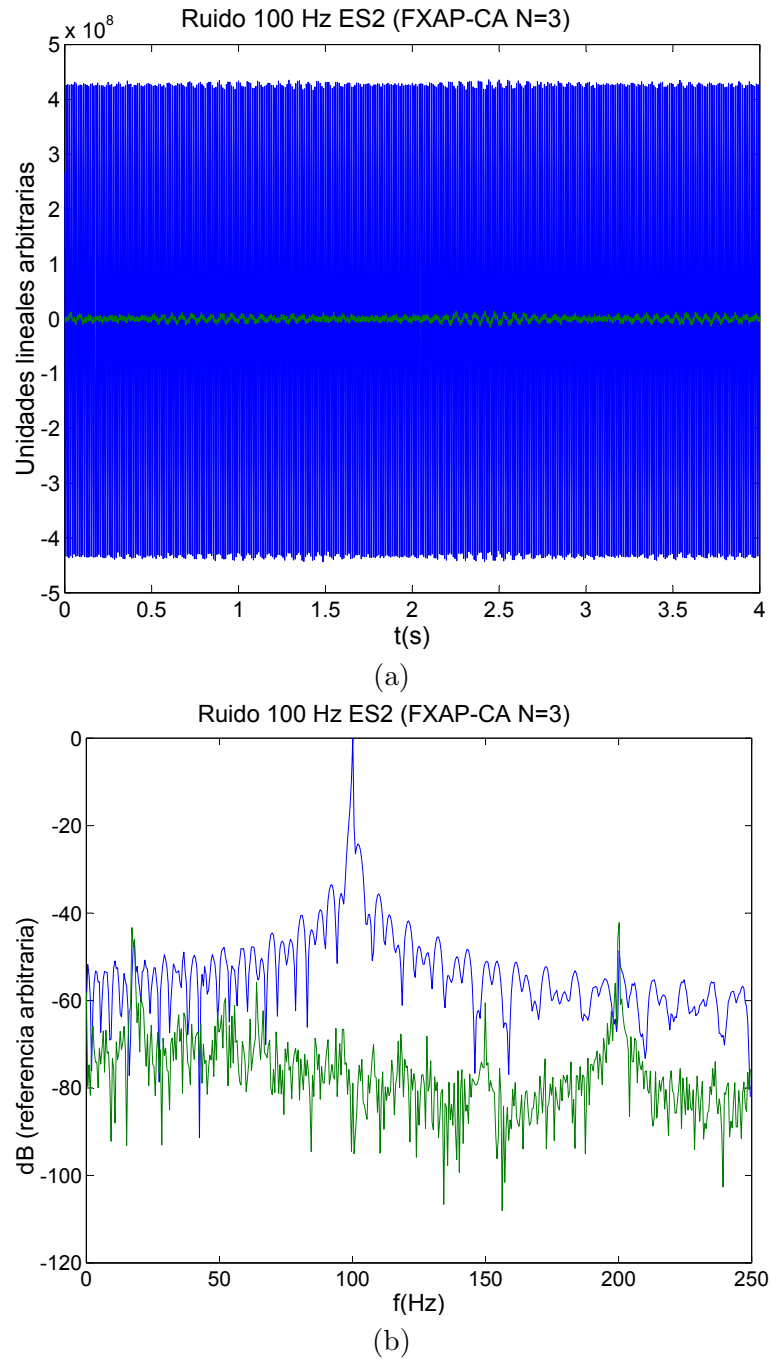 Ruido 100 Hz ES2 (FXAP-CA N=3)
5 x 10^8
4
3
2
1
0
-1
-2
-3
-4
-5
Unidades lineales arbitrarias
0 0.5 1 1.5 2 2.5 3 3.5 4
t(s)
(a)
Ruido 100 Hz ES2 (FXAP-CA N=3)
0
-20
-40
-60
-80
-100
-120
dB (referencia arbitraria)
0 50 100 150 200 250
f(Hz)
(b)